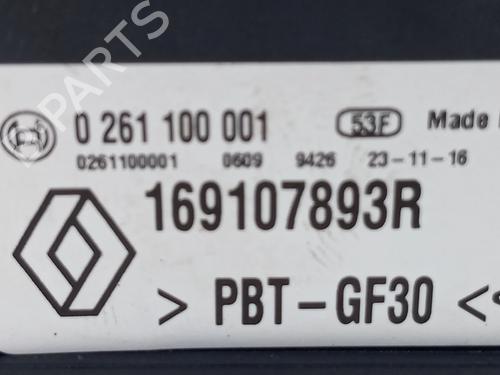 PARTS
0 261 100 001 53F Made
0261100001 0609 9426 23-11-16
169107893R
> PBT-GF30 <